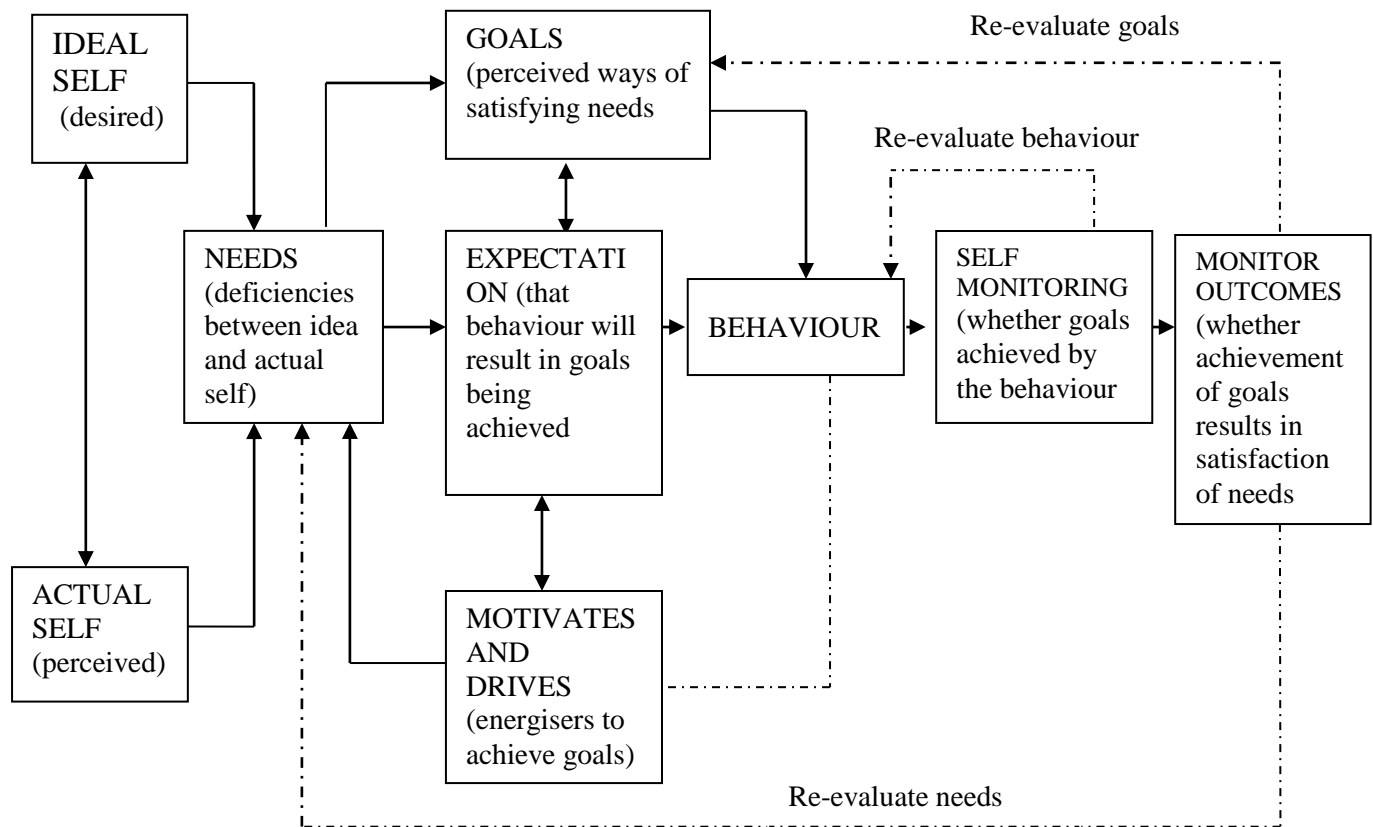 IDEAL
SELF
(desired)
GOALS
(perceived ways of
satisfying needs
Re-evaluate goals
Re-evaluate behaviour
NEEDS
(deficiencies
between idea
and actual
self)
EXPECTATI
ON (that
behaviour will
result in goals
being
achieved
BEHAVIOUR
SELF
MONITORING
(whether goals
achieved by
the behaviour
MONITOR
OUTCOMES
(whether
achievement
of goals
results in
satisfaction
of needs
ACTUAL
SELF
(perceived)
MOTIVATES
AND
DRIVES
(energisers to
achieve goals)
Re-evaluate needs